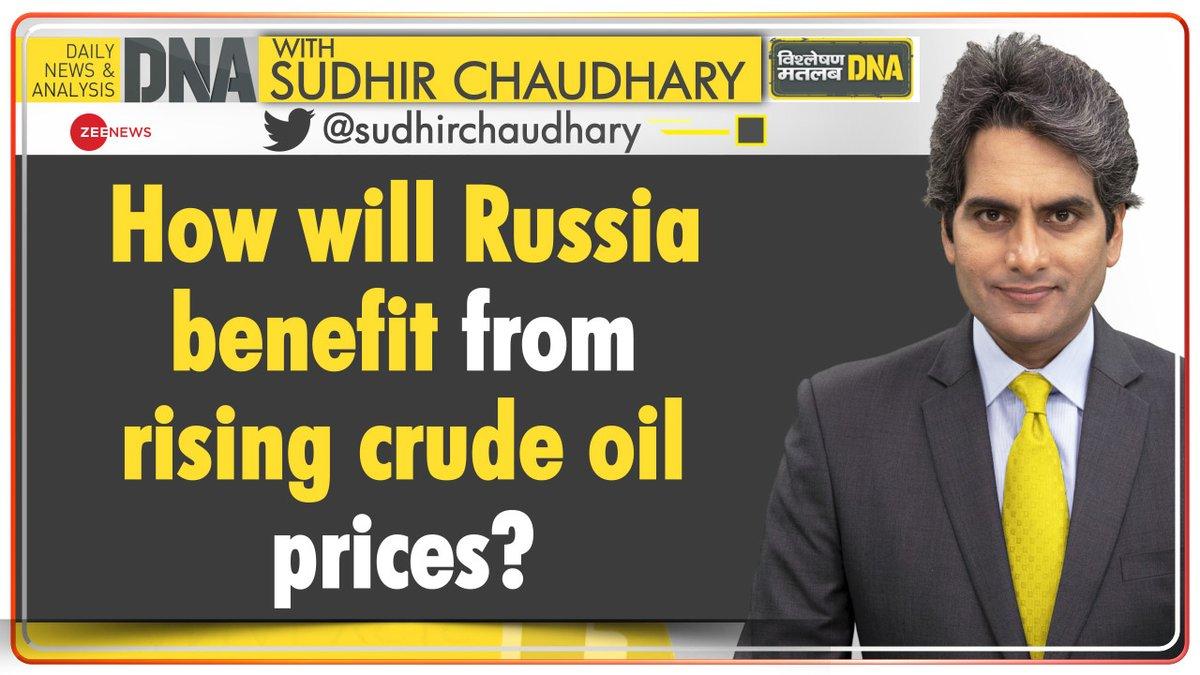 DAILY
NEWS &
ANALYSIS
DNA
WITH
SUDHIR CHAUDHARY
विश्लेषण
मतलब DNA
ZEE NEWS
@sudhirchaudhary
How will Russia
benefit from
rising crude oil
prices?